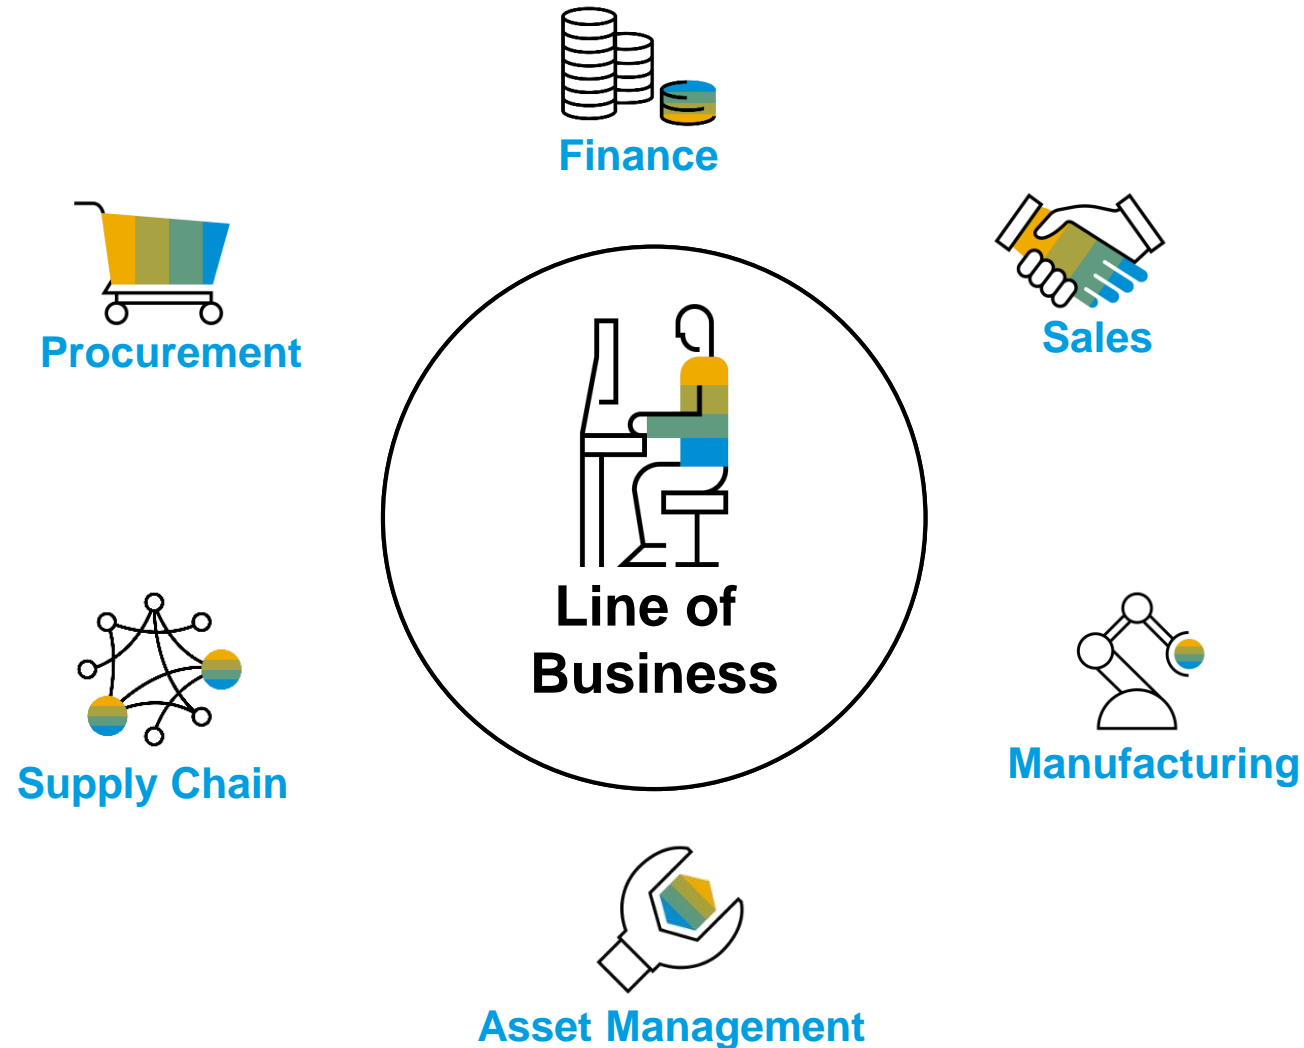 Finance
Procurement
Sales
Line of
Business
Supply Chain
Manufacturing
Asset Management